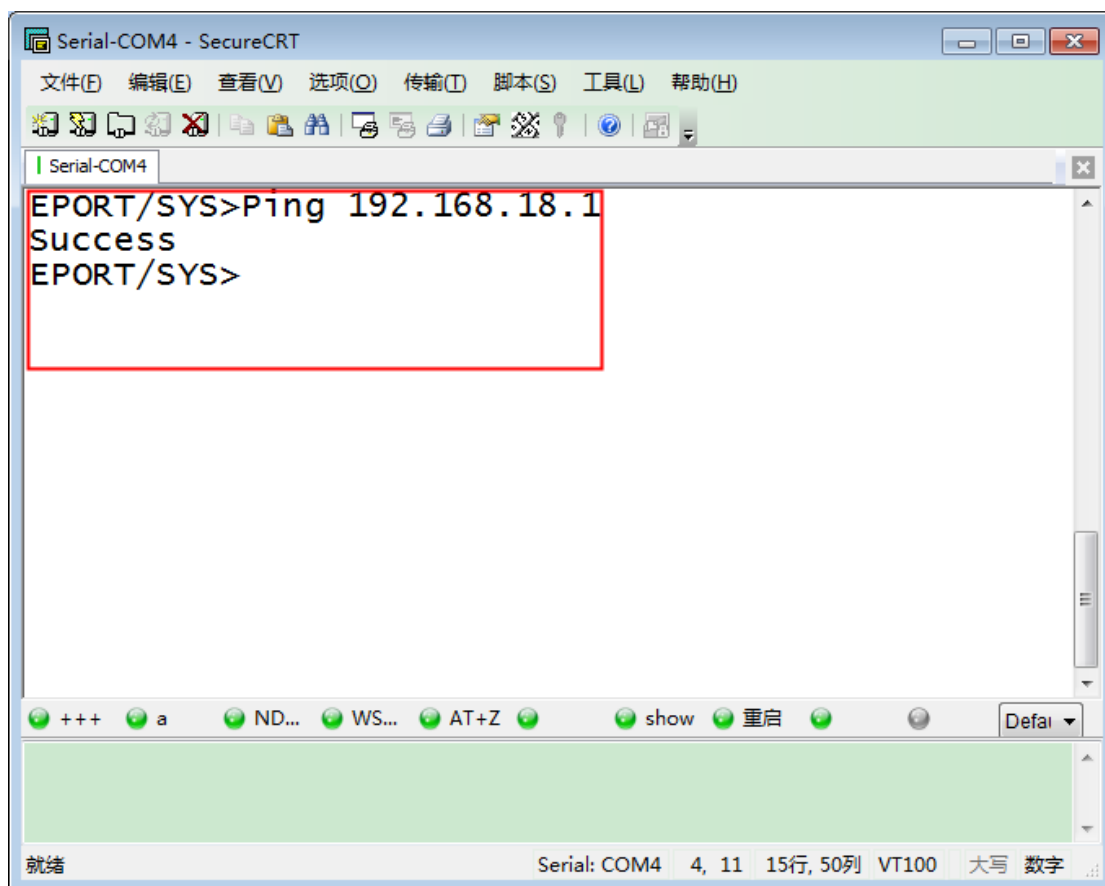 Serial-COM4 - SecureCRT
文件(F) 编辑(E) 查看(V) 选项(O) 传输(T) 脚本(S) 工具(L) 帮助(H)
Serial-COM4
EPORT/SYS>Ping 192.168.18.1
Success
EPORT/SYS>
+++ a ND... WS... AT+Z show 重启 Defau
就绪 Serial: COM4 4, 11 15行, 50列 VT100 大写 数字